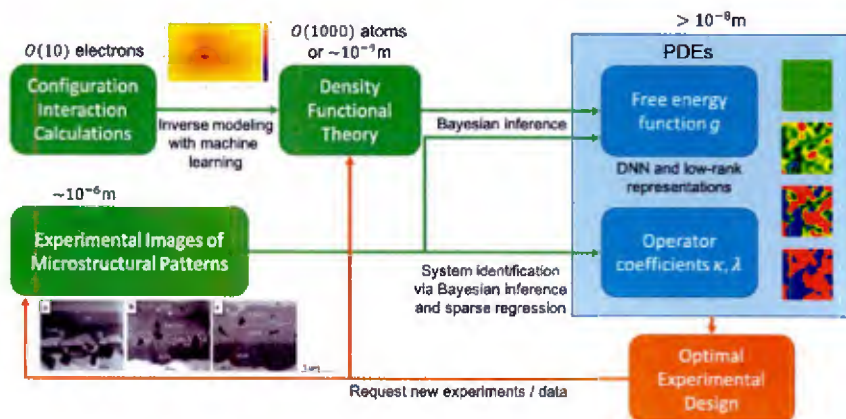 O(10) electrons
O(1000) atoms
or ~10⁻⁹m
> 10⁻⁸m
PDEs
Configuration
Interaction
Calculations
Inverse modeling
with machine
learning
Density
Functional
Theory
Bayesian inference
Free energy
function g
DNN and low-rank
representations
~10⁻⁶m
Experimental Images of
Microstructural Patterns
System identification
via Bayesian inference
and sparse regression
Operator
coefficients κ, λ
Request new experiments / data
Optimal
Experimental
Design